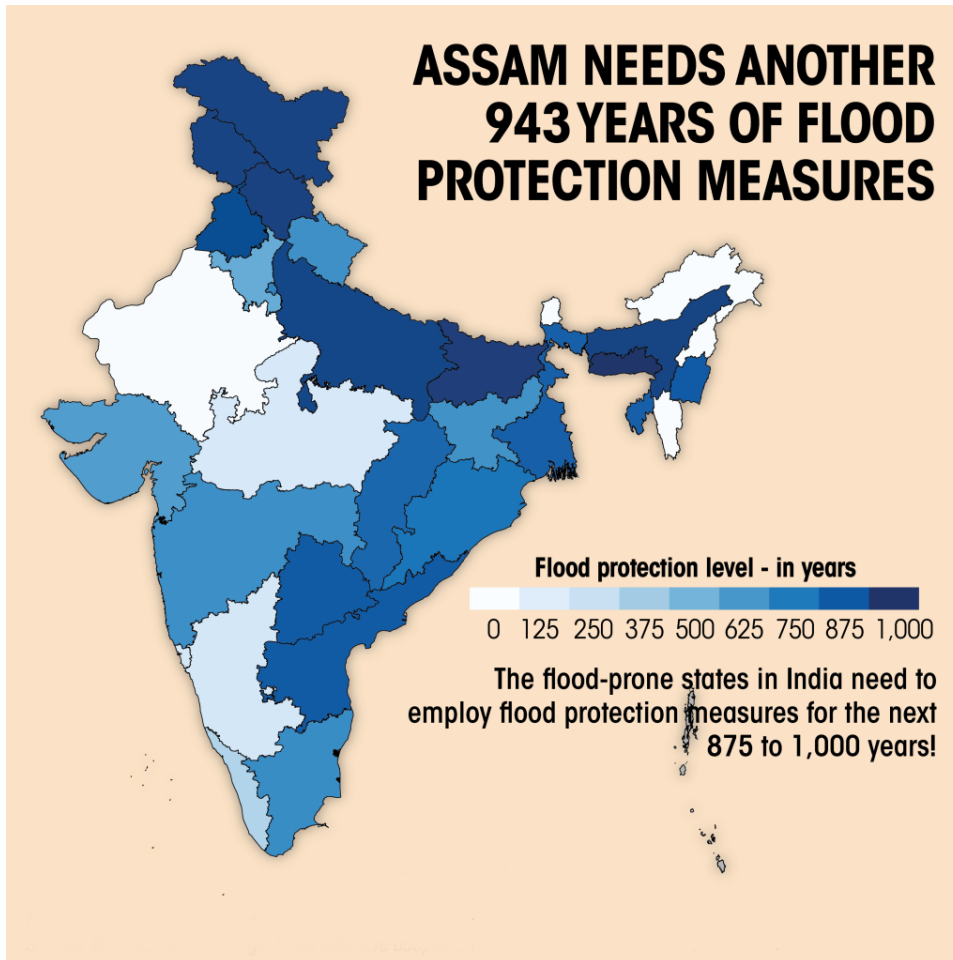 ASSAM NEEDS ANOTHER
943 YEARS OF FLOOD
PROTECTION MEASURES
Flood protection level - in years
0 125 250 375 500 625 750 875 1,000
The flood-prone states in India need to
employ flood protection measures for the next
875 to 1,000 years!